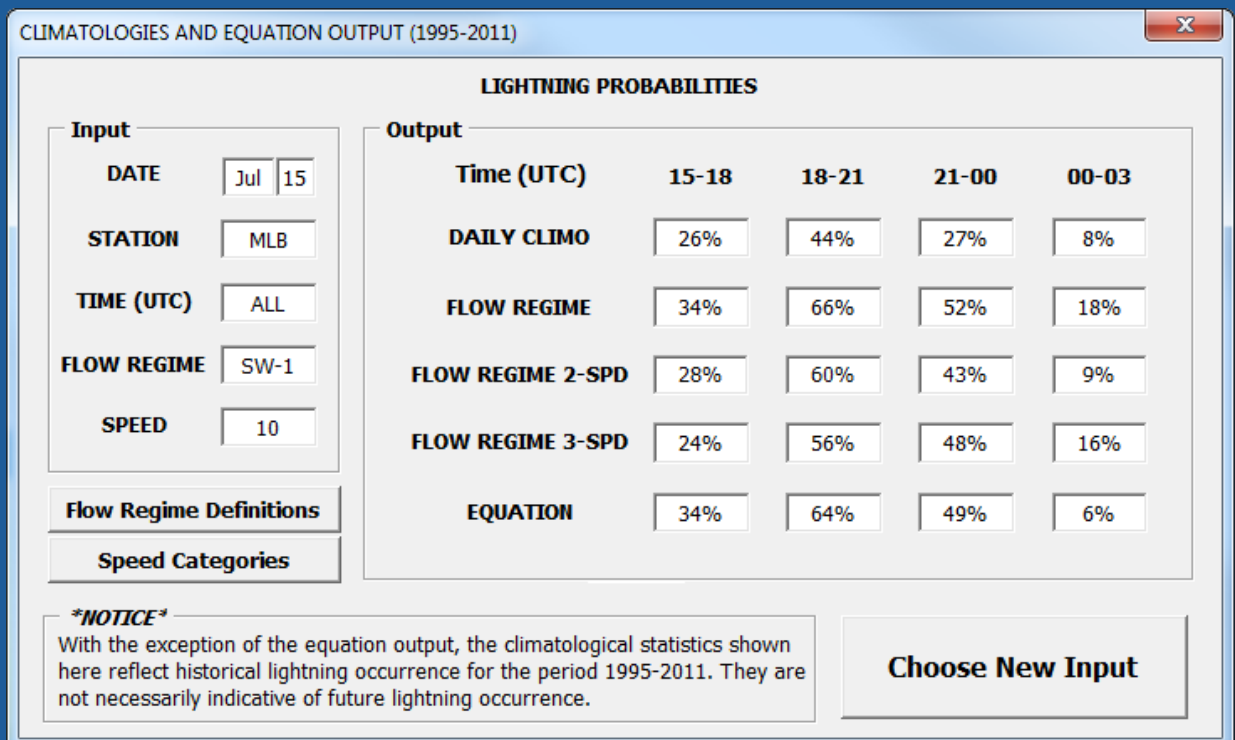 CLIMATOLOGIES AND EQUATION OUTPUT (1995-2011)
X
LIGHTNING PROBABILITIES
Input
DATE Jul 15
STATION MLB
TIME (UTC) ALL
FLOW REGIME SW-1
SPEED 10
Flow Regime Definitions
Speed Categories
Output
Time (UTC) 15-18 18-21 21-00 00-03
DAILY CLIMO 26% 44% 27% 8%
FLOW REGIME 34% 66% 52% 18%
FLOW REGIME 2-SPD 28% 60% 43% 9%
FLOW REGIME 3-SPD 24% 56% 48% 16%
EQUATION 34% 64% 49% 6%
*NOTICE*
With the exception of the equation output, the climatological statistics shown
here reflect historical lightning occurrence for the period 1995-2011. They are
not necessarily indicative of future lightning occurrence.
Choose New Input